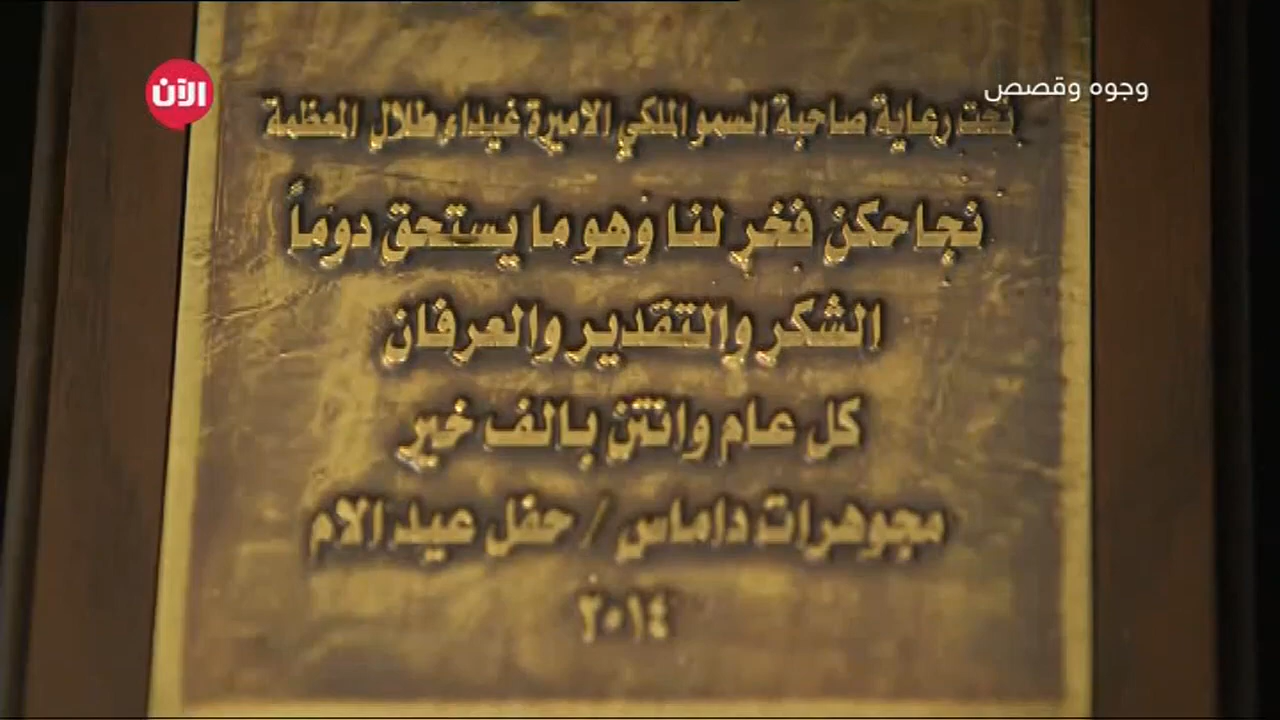 الآن
وجوه وقصص
تحت رعاية صاحبة السمو الملكي الاميرة غيداء طلال المعظمة
نجاحكن فخر لنا وهو ما يستحق دوماً
الشكر والتقدير والعرفان
كل عام وانتن بالف خير
مجوهرات داماس / حفل عيد الام
٢٠١٤